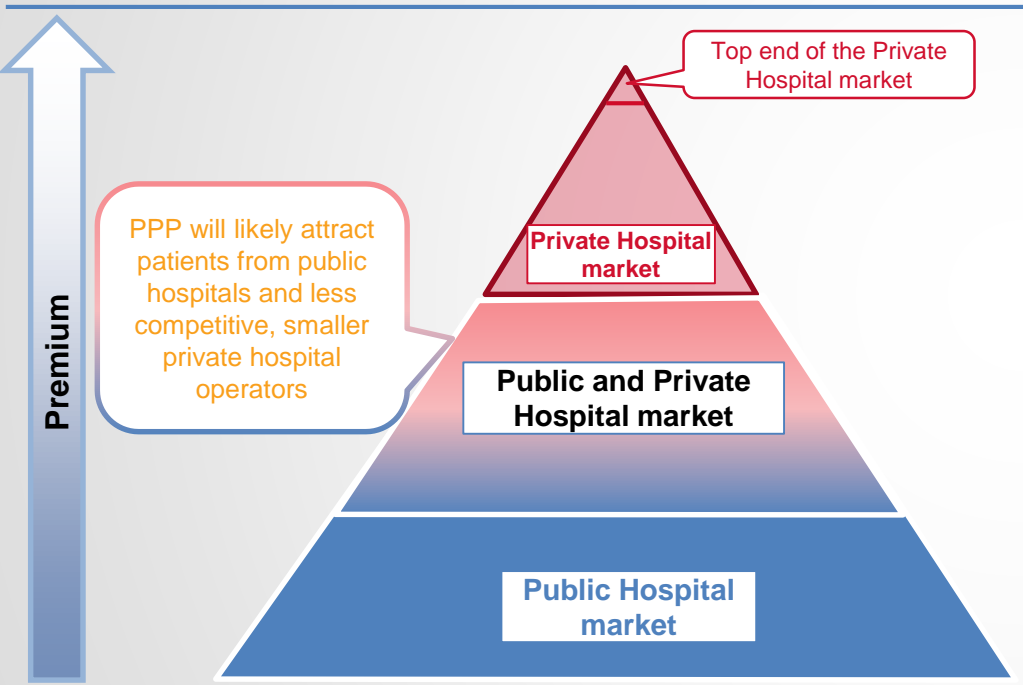 Top end of the Private
Hospital market
PPP will likely attract
patients from public
hospitals and less
competitive, smaller
private hospital
operators
Premium
Private Hospital
market
Public and Private
Hospital market
Public Hospital
market